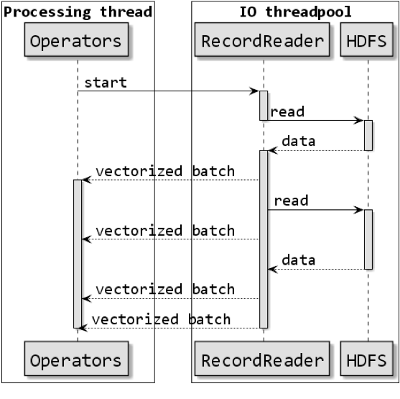 Processing thread
IO threadpool
Operators
RecordReader
HDFS
start
read
data
vectorized batch
read
vectorized batch
data
vectorized batch
vectorized batch
Operators
RecordReader
HDFS